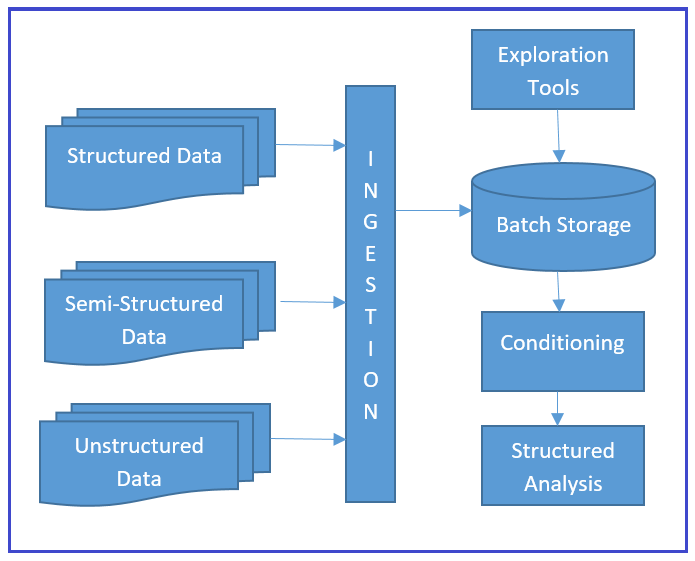 Structured Data
Semi-Structured
Data
Unstructured
Data
I
N
G
E
S
T
I
O
N
Exploration
Tools
Batch Storage
Conditioning
Structured
Analysis